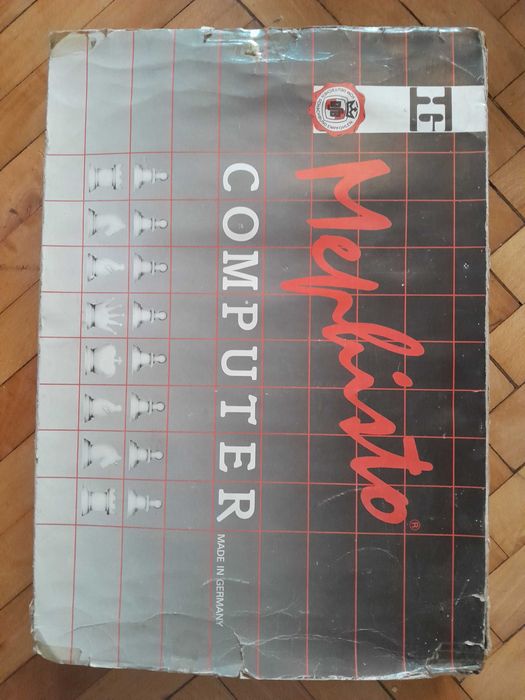 HG
Mephisto®
COMPUTER
MADE IN GERMANY